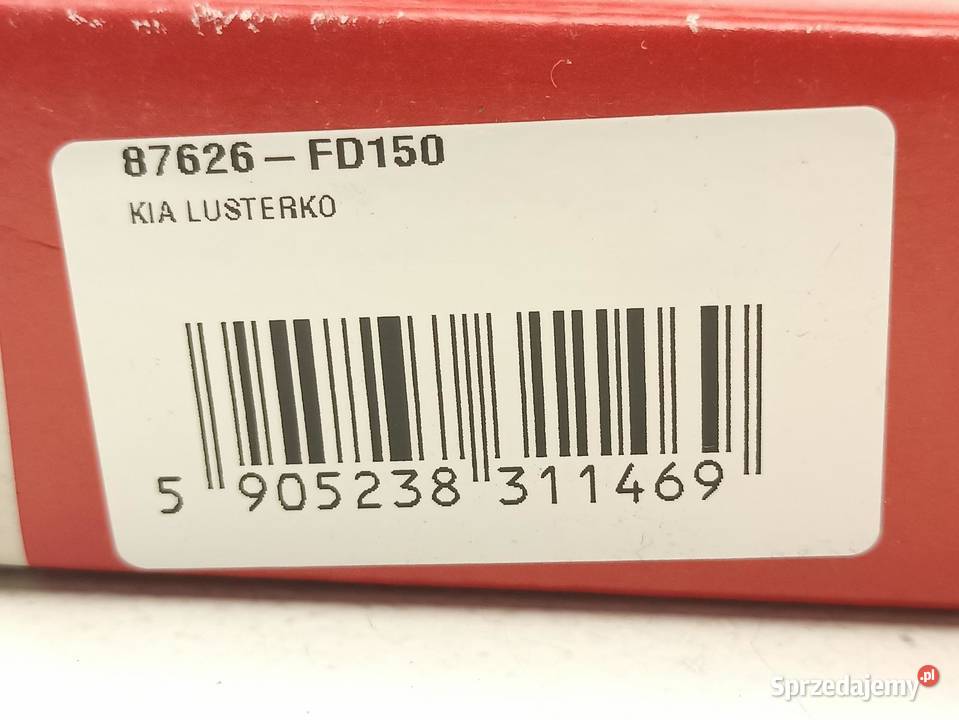 87626-FD150
KIA LUSTERKO
5 905238 311469
Sprzedajemy.pl